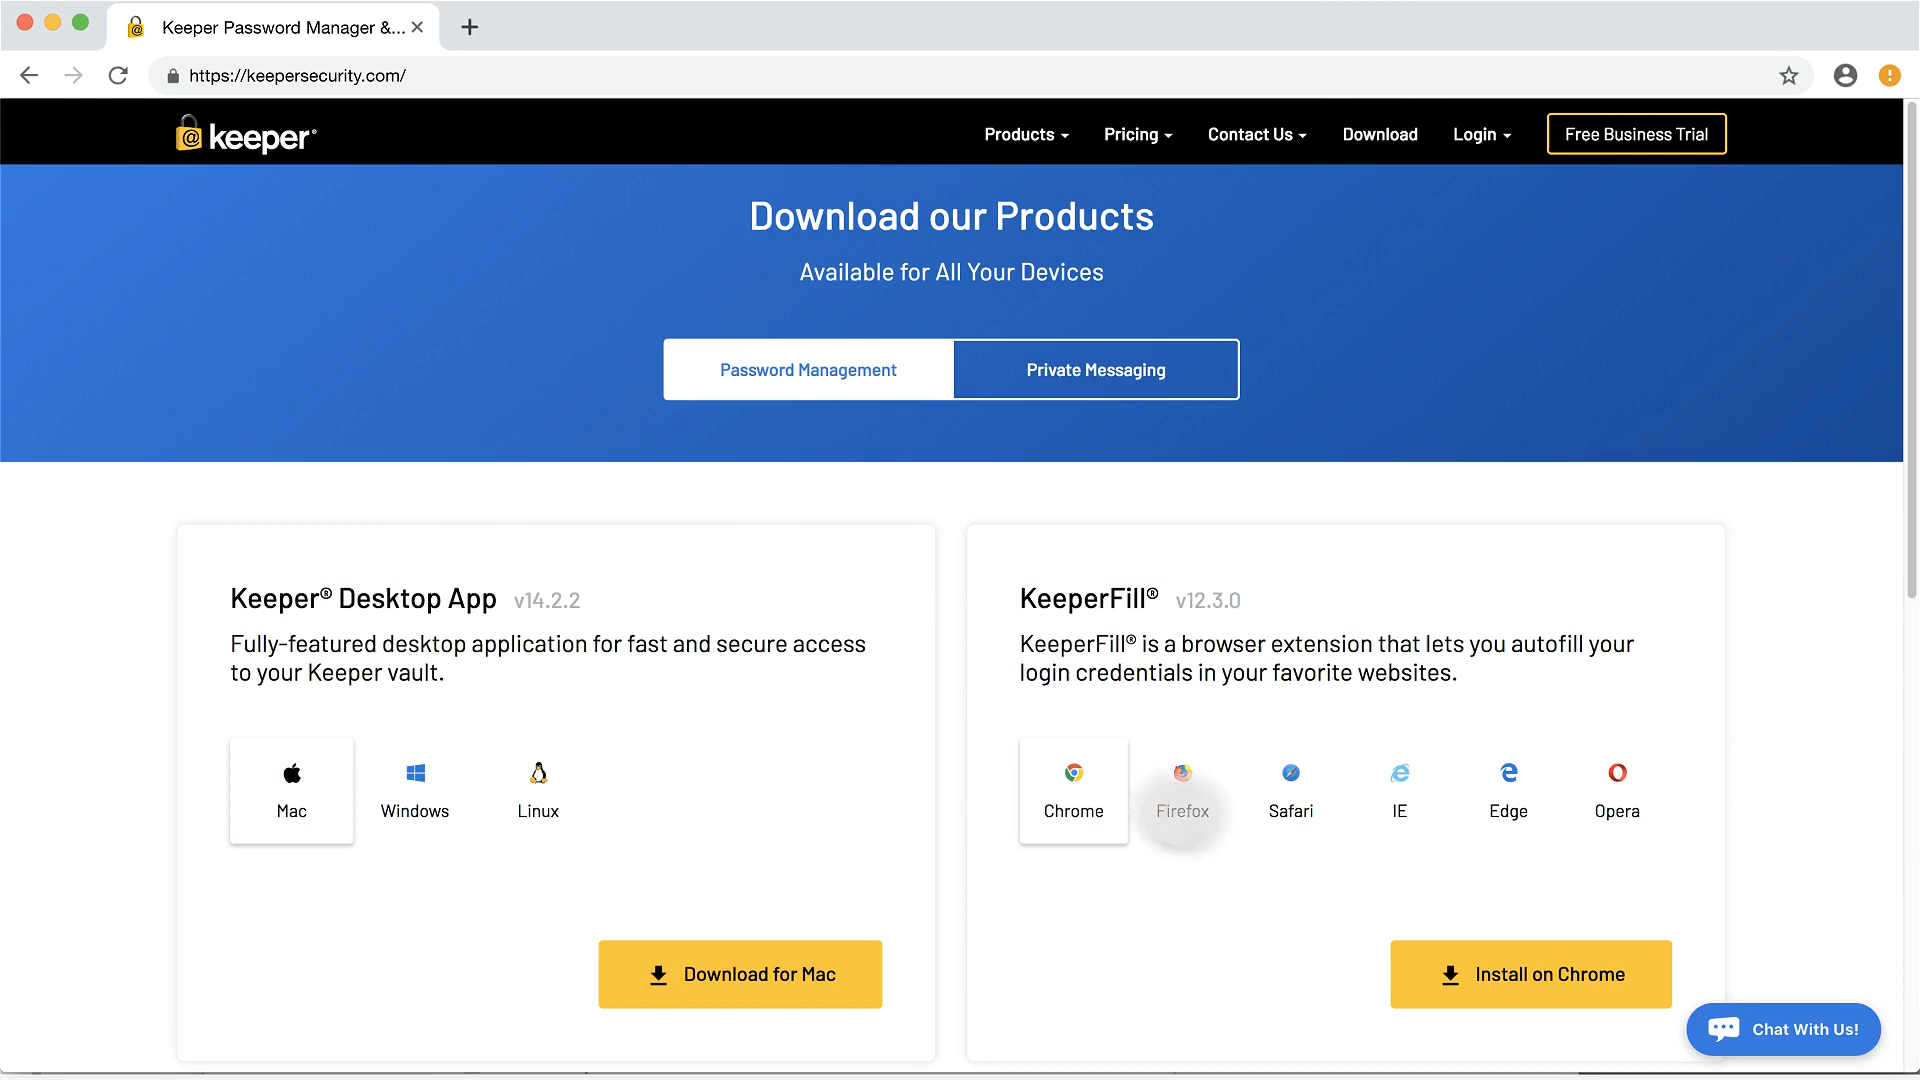 Keeper Password Manager &...
https://keepersecurity.com/
keeper®
Products
Pricing
Contact Us
Download
Login
Free Business Trial
Download our Products
Available for All Your Devices
Password Management
Private Messaging
Keeper® Desktop App v14.2.2
Fully-featured desktop application for fast and secure access
to your Keeper vault.
Mac
Windows
Linux
Download for Mac
KeeperFill® v12.3.0
KeeperFill® is a browser extension that lets you autofill your
login credentials in your favorite websites.
Chrome
Firefox
Safari
IE
Edge
Opera
Install on Chrome
Chat With Us!